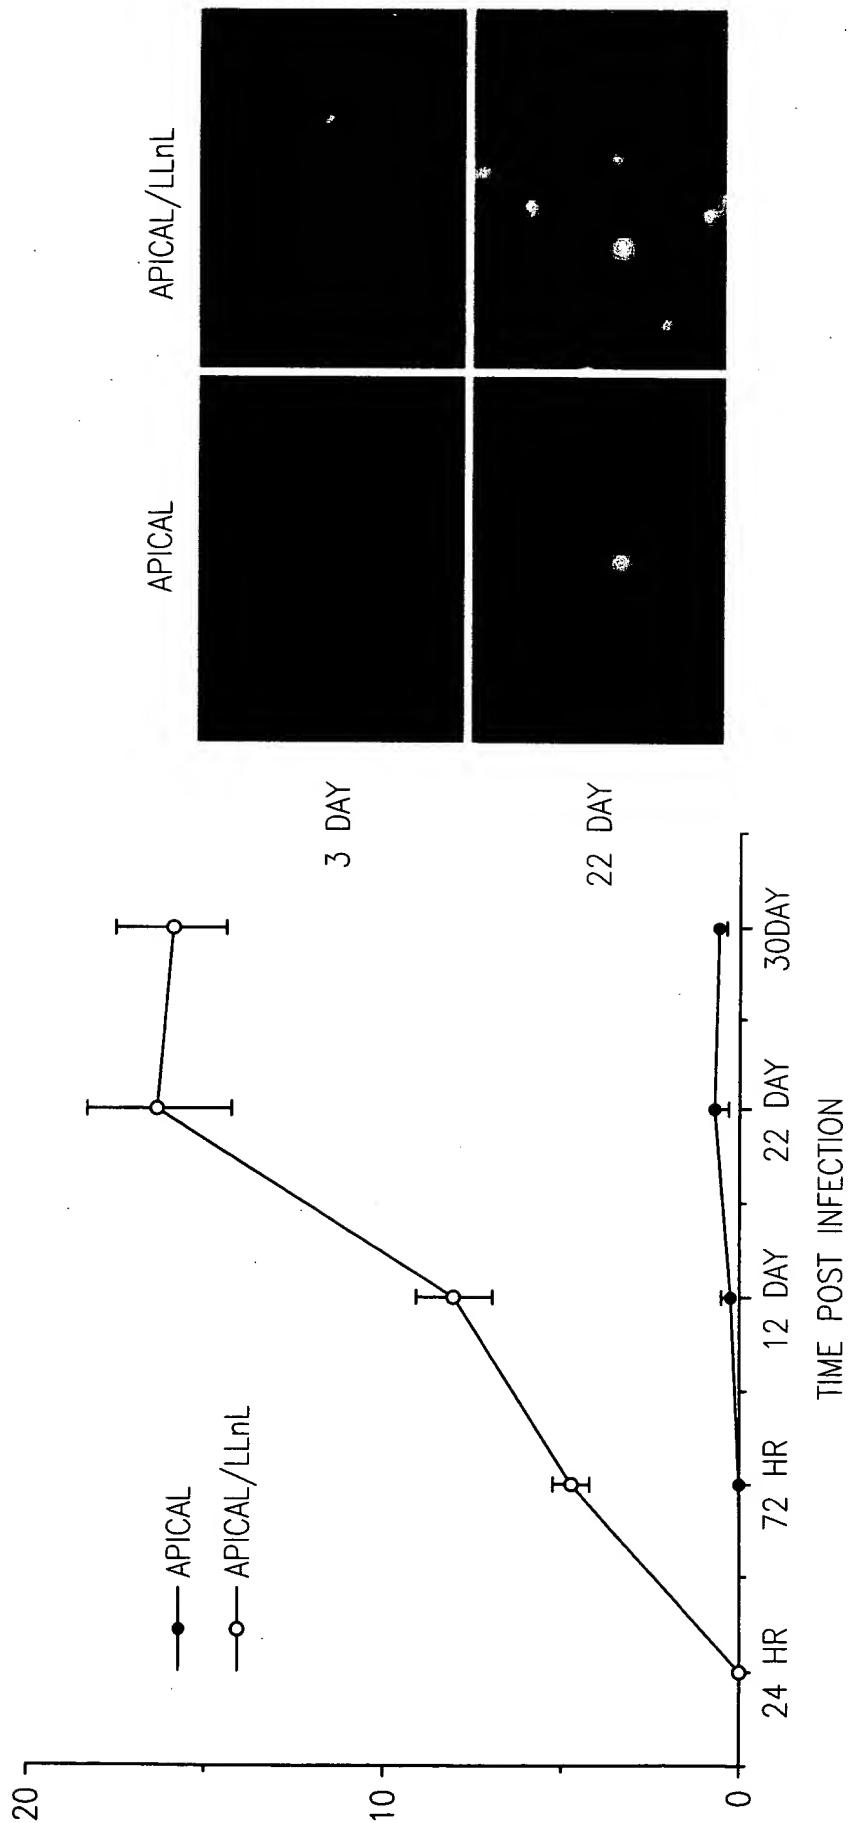 20
10
0
APICAL
APICAL/LLnL
24 HR
72 HR
12 DAY
22 DAY
30DAY
TIME POST INFECTION
APICAL
APICAL/LLnL
3 DAY
22 DAY